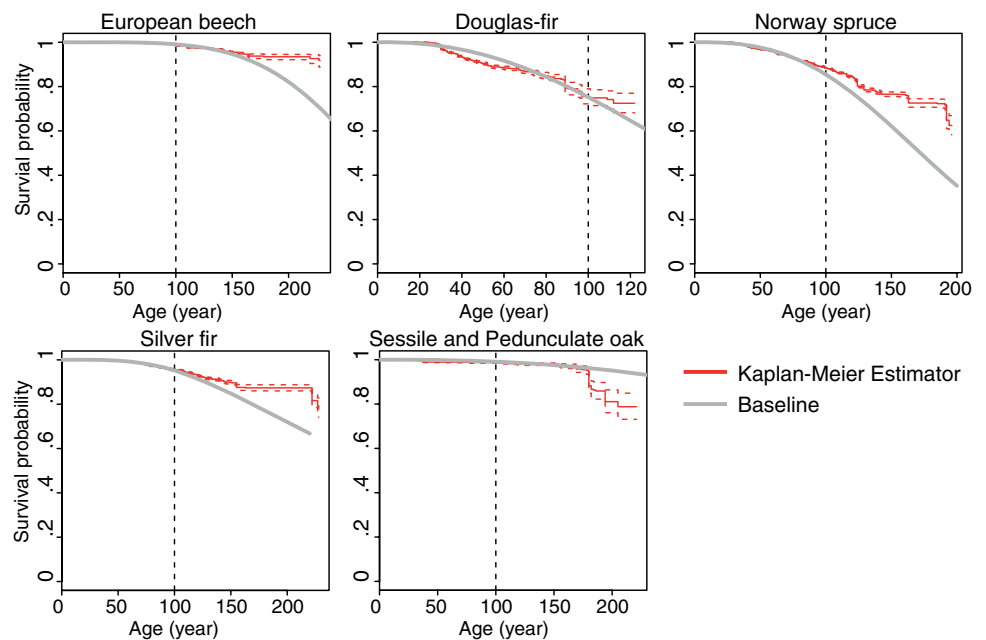 European beech
Douglas-fir
Norway spruce
Survial probability
0 .2 .4 .6 .8 1
0 50 100 150 200
Age (year)
0 .2 .4 .6 .8 1
0 20 40 60 80 100 120
Age (year)
0 .2 .4 .6 .8 1
0 50 100 150 200
Age (year)
Silver fir
Sessile and Pedunculate oak
Survival probability
0 .2 .4 .6 .8 1
0 50 100 150 200
Age (year)
0 .2 .4 .6 .8 1
0 50 100 150 200
Age (year)
Kaplan-Meier Estimator
Baseline